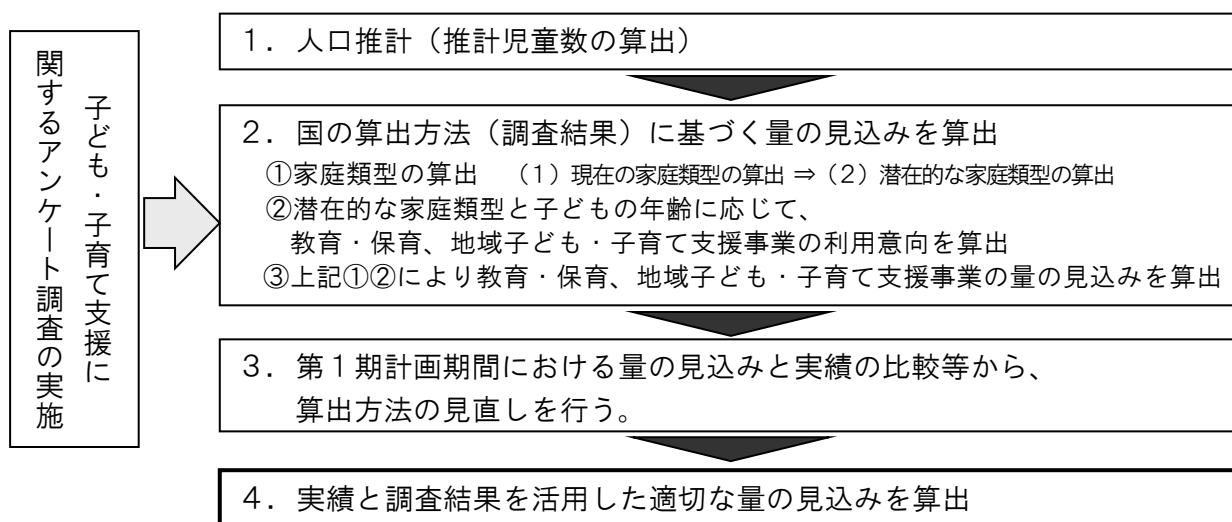 子ども・子育て支援に
関するアンケート調査の実施
１．人口推計（推計児童数の算出）
２．国の算出方法（調査結果）に基づく量の見込みを算出
①家庭類型の算出　（１）現在の家庭類型の算出 ⇒（２）潜在的な家庭類型の算出
②潜在的な家庭類型と子どもの年齢に応じて、
教育・保育、地域子ども・子育て支援事業の利用意向を算出
③上記①②により教育・保育、地域子ども・子育て支援事業の量の見込みを算出
３．第１期計画期間における量の見込みと実績の比較等から、
算出方法の見直しを行う。
４．実績と調査結果を活用した適切な量の見込みを算出